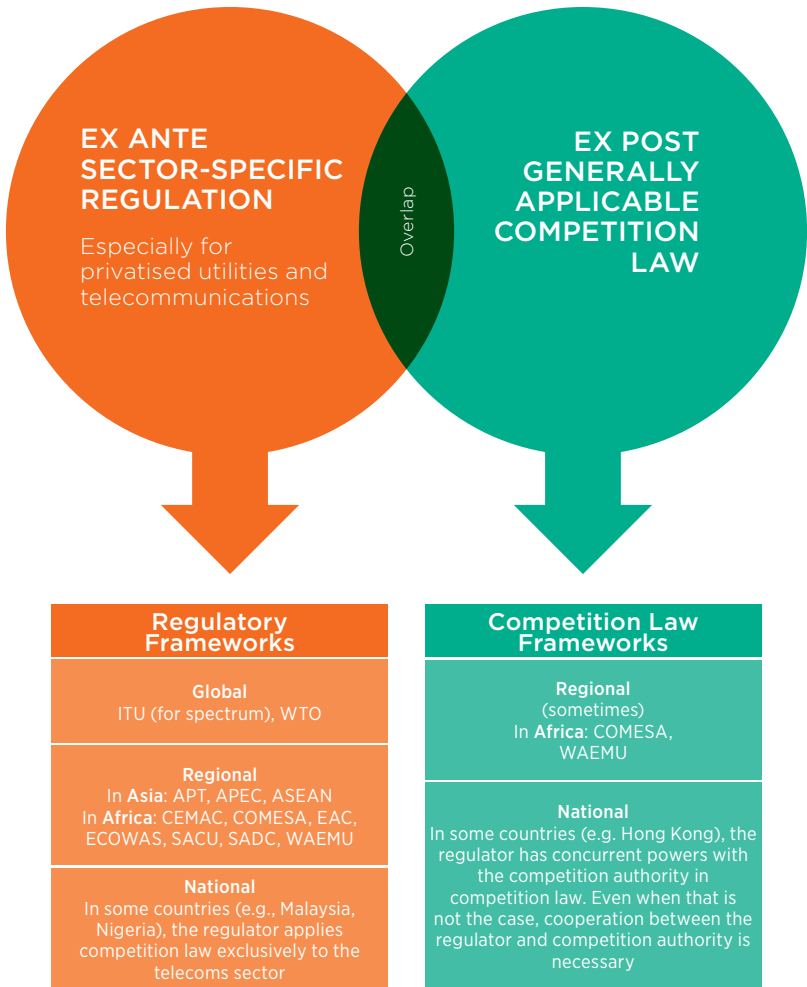 EX ANTE
SECTOR-SPECIFIC
REGULATION
Especially for
privatised utilities and
telecommunications
Overlap
EX POST
GENERALLY
APPLICABLE
COMPETITION
LAW
Regulatory
Frameworks
Global
ITU (for spectrum), WTO
Regional
In Asia: APT, APEC, ASEAN
In Africa: CEMAC, COMESA, EAC,
ECOWAS, SACU, SADC, WAEMU
National
In some countries (e.g., Malaysia,
Nigeria), the regulator applies
competition law exclusively to the
telecoms sector
Competition Law
Frameworks
Regional
(sometimes)
In Africa: COMESA,
WAEMU
National
In some countries (e.g. Hong Kong), the
regulator has concurrent powers with
the competition authority in
competition law. Even when that is
not the case, cooperation between the
regulator and competition authority is
necessary